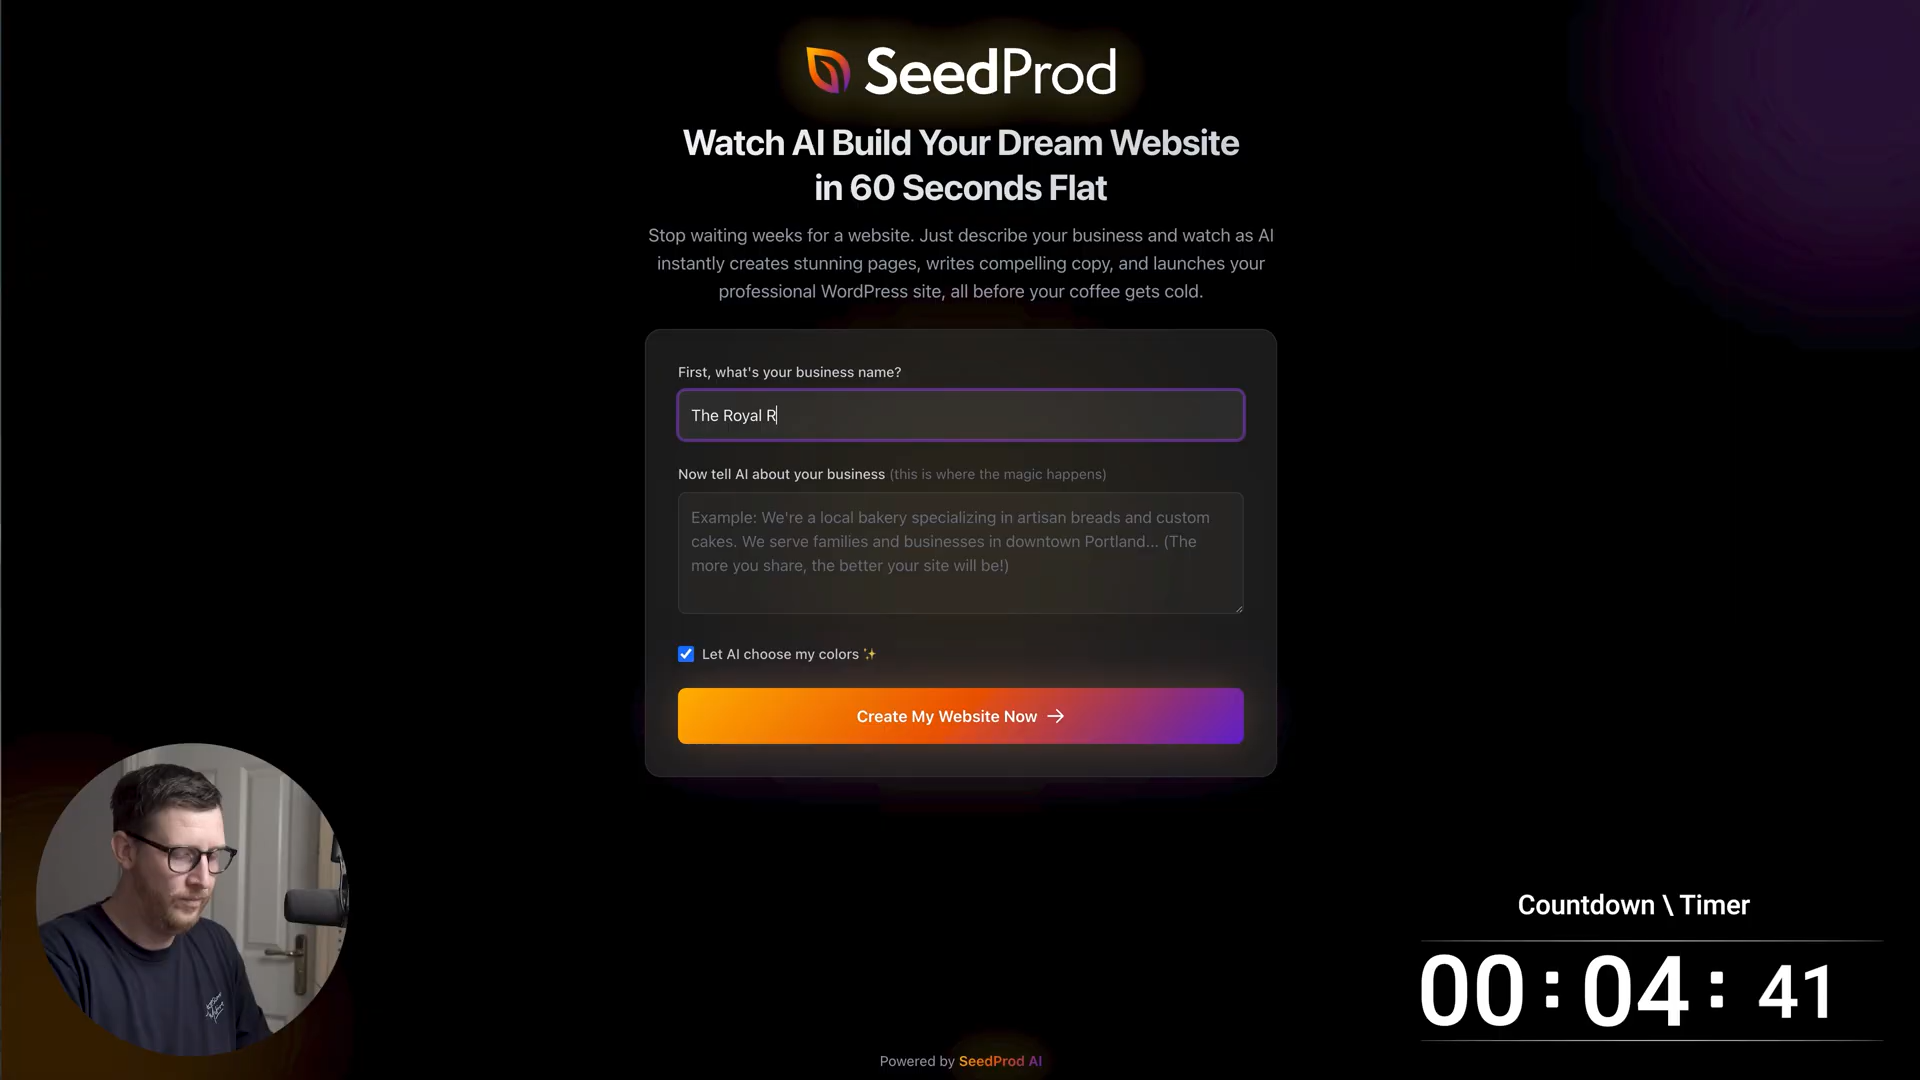 SeedProd
Watch AI Build Your Dream Website
in 60 Seconds Flat
Stop waiting weeks for a website. Just describe your business and watch as AI
instantly creates stunning pages, writes compelling copy, and launches your
professional WordPress site, all before your coffee gets cold.
First, what's your business name?
The Royal R
Now tell AI about your business (this is where the magic happens)
Example: We're a local bakery specializing in artisan breads and custom
cakes. We serve families and businesses in downtown Portland... (The
more you share, the better your site will be!)
Let AI choose my colors ✨
Create My Website Now →
Countdown \ Timer
00 : 04 : 41
Powered by SeedProd AI